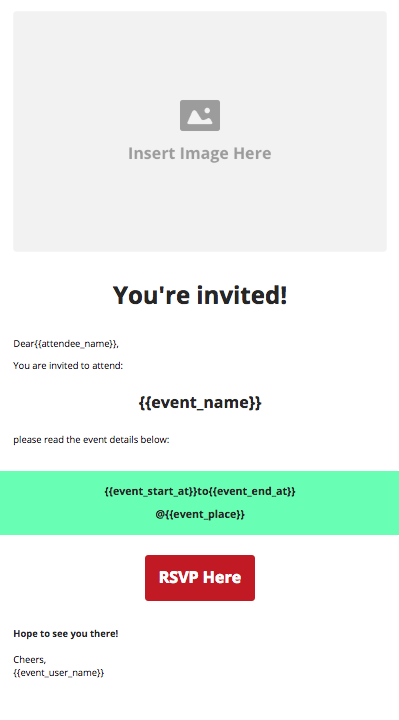 Insert Image Here
You're invited!
Dear{{attendee_name}},
You are invited to attend:
{{event_name}}
please read the event details below:
{{event_start_at}}to{{event_end_at}}
@{{event_place}}
RSVP Here
Hope to see you there!
Cheers,
{{event_user_name}}